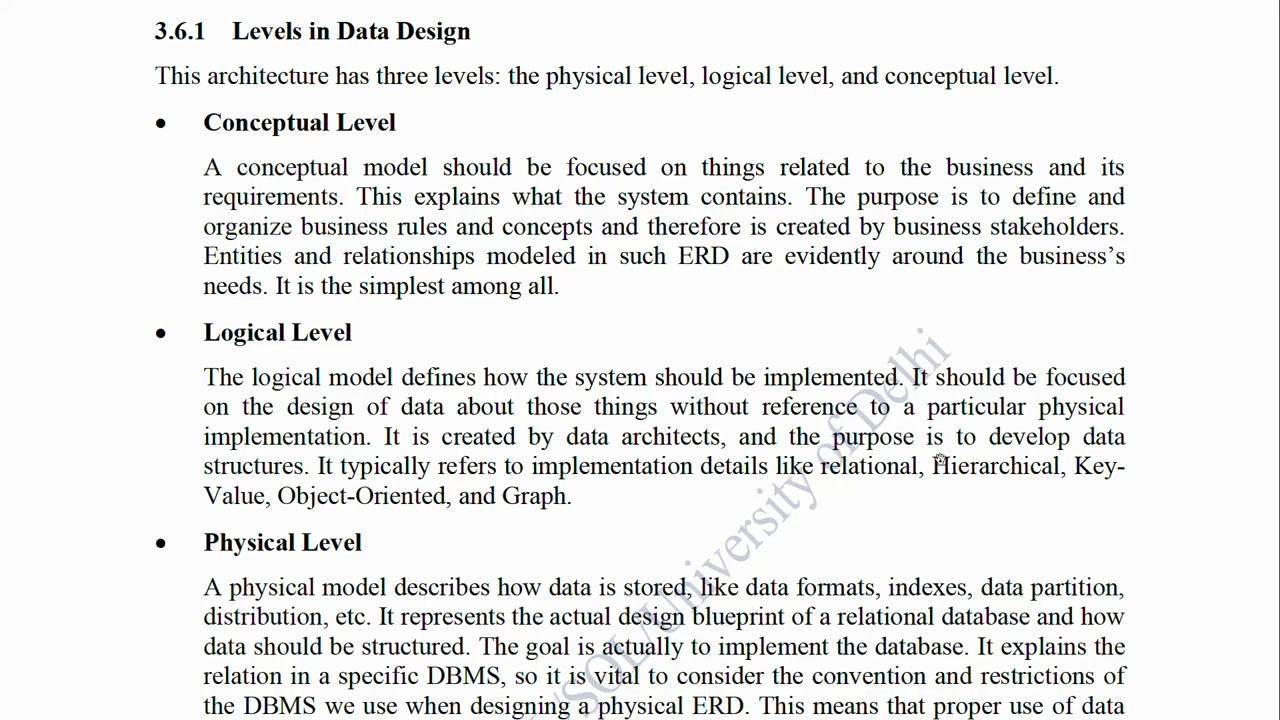 3.6.1 Levels in Data Design
This architecture has three levels: the physical level, logical level, and conceptual level.
• Conceptual Level
A conceptual model should be focused on things related to the business and its
requirements. This explains what the system contains. The purpose is to define and
organize business rules and concepts and therefore is created by business stakeholders.
Entities and relationships modeled in such ERD are evidently around the business’s
needs. It is the simplest among all.
• Logical Level
The logical model defines how the system should be implemented. It should be focused
on the design of data about those things without reference to a particular physical
implementation. It is created by data architects, and the purpose is to develop data
structures. It typically refers to implementation details like relational, Hierarchical, Key-
Value, Object-Oriented, and Graph.
• Physical Level
A physical model describes how data is stored, like data formats, indexes, data partition,
distribution, etc. It represents the actual design blueprint of a relational database and how
data should be structured. The goal is actually to implement the database. It explains the
relation in a specific DBMS, so it is vital to consider the convention and restrictions of
the DBMS we use when designing a physical ERD. This means that proper use of data
/SOL/University of Delhi